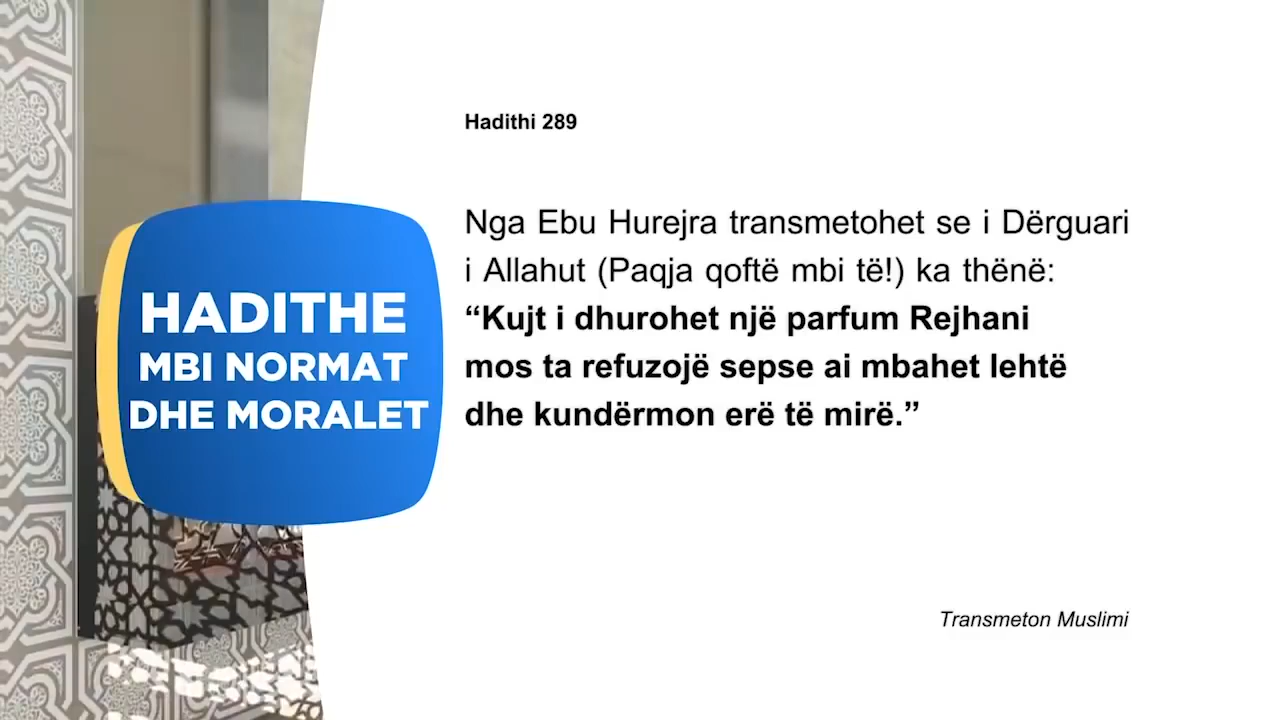 HADITHE
MBI NORMAT
DHE MORALET
Hadithi 289
Nga Ebu Hurejra transmetohet se i Dërguari
i Allahut (Paqja qoftë mbi të!) ka thënë:
“Kujt i dhurohet një parfum Rejhani
mos ta refuzojë sepse ai mbahet lehtë
dhe kundërmon erë të mirë.”
Transmeton Muslimi